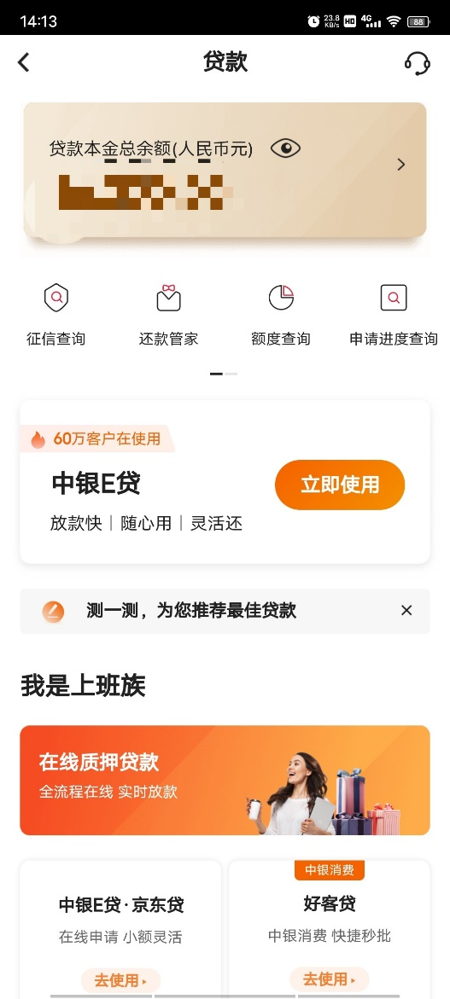 14:13
23.8 KB/s HD 4G 88
贷款
贷款本金总余额(人民币元)
征信查询 还款管家 额度查询 申请进度查询
60万客户在使用
中银E贷
立即使用
放款快｜随心用｜灵活还
测一测，为您推荐最佳贷款
我是上班族
在线质押贷款
全流程在线 实时放款
中银E贷·京东贷
在线申请 小额灵活
去使用
中银消费
好客贷
中银消费 快捷秒批
去使用